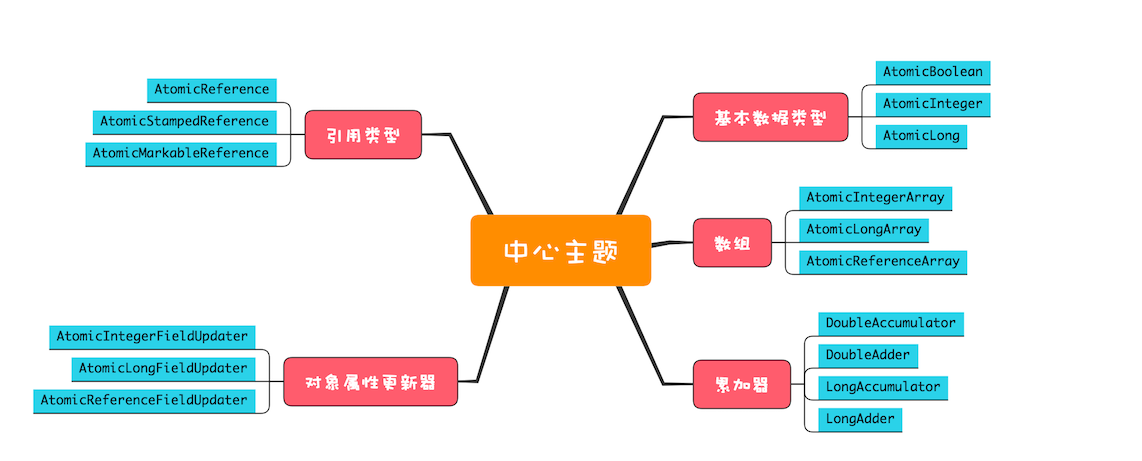 中心主题
基本数据类型
AtomicBoolean
AtomicInteger
AtomicLong
数组
AtomicIntegerArray
AtomicLongArray
AtomicReferenceArray
累加器
DoubleAccumulator
DoubleAdder
LongAccumulator
LongAdder
引用类型
AtomicReference
AtomicStampedReference
AtomicMarkableReference
对象属性更新器
AtomicIntegerFieldUpdater
AtomicLongFieldUpdater
AtomicReferenceFieldUpdater